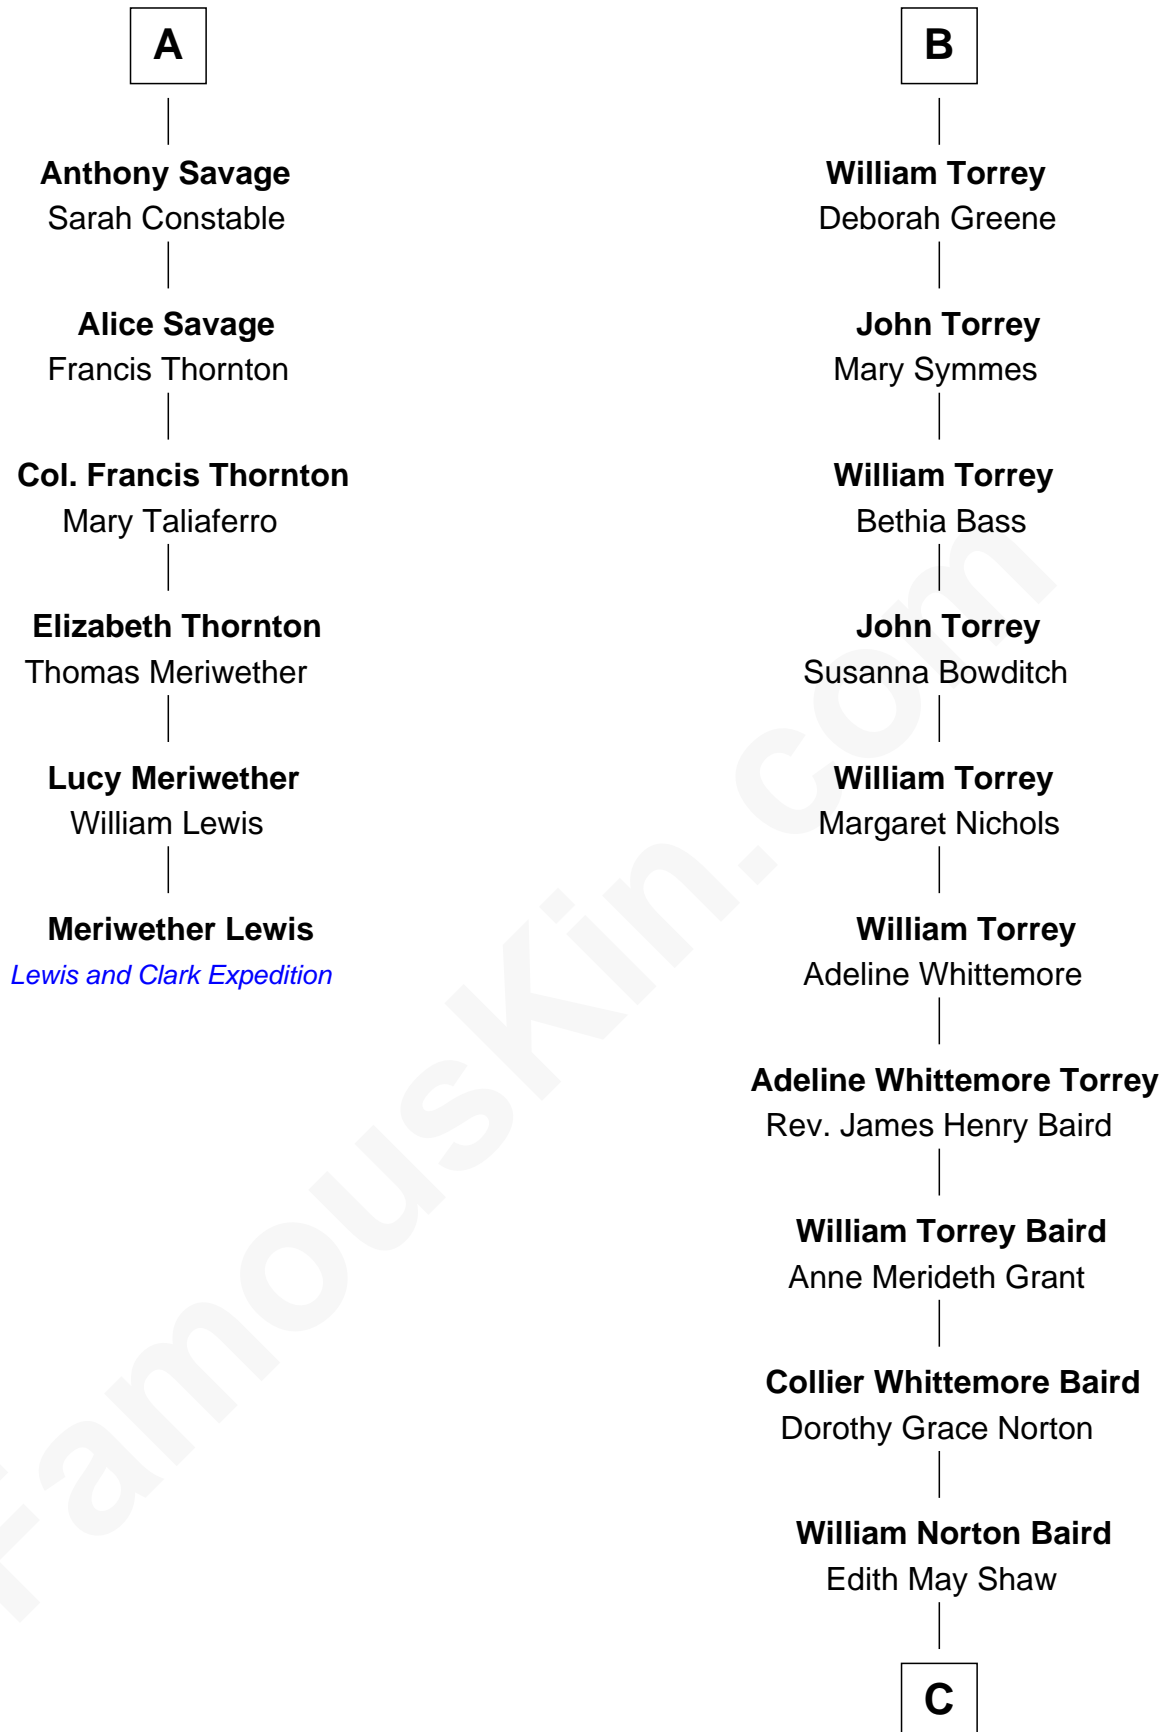 A
Anthony Savage
Sarah Constable
Alice Savage
Francis Thornton
Col. Francis Thornton
Mary Taliaferro
Elizabeth Thornton
Thomas Meriwether
Lucy Meriwether
William Lewis
Meriwether Lewis
Lewis and Clark Expedition
B
William Torrey
Deborah Greene
John Torrey
Mary Symmes
William Torrey
Bethia Bass
John Torrey
Susanna Bowditch
William Torrey
Margaret Nichols
William Torrey
Adeline Whittemore
Adeline Whittemore Torrey
Rev. James Henry Baird
William Torrey Baird
Anne Merideth Grant
Collier Whittemore Baird
Dorothy Grace Norton
William Norton Baird
Edith May Shaw
C
FamousKin.com